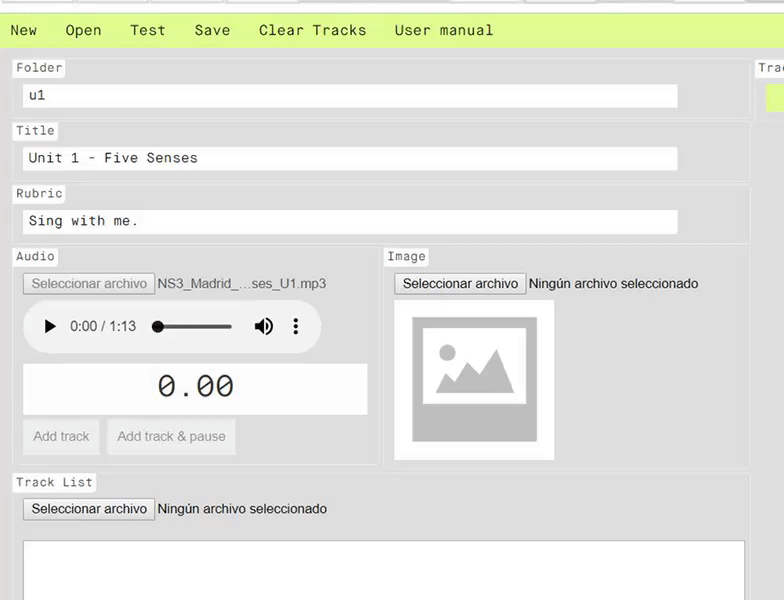 New Open Test Save Clear Tracks User manual
Folder
u1
Title
Unit 1 - Five Senses
Rubric
Sing with me.
Audio
Seleccionar archivo NS3_Madrid_...ses_U1.mp3
0:00 / 1:13
0.00
Add track Add track & pause
Image
Seleccionar archivo Ningún archivo seleccionado
Track List
Seleccionar archivo Ningún archivo seleccionado